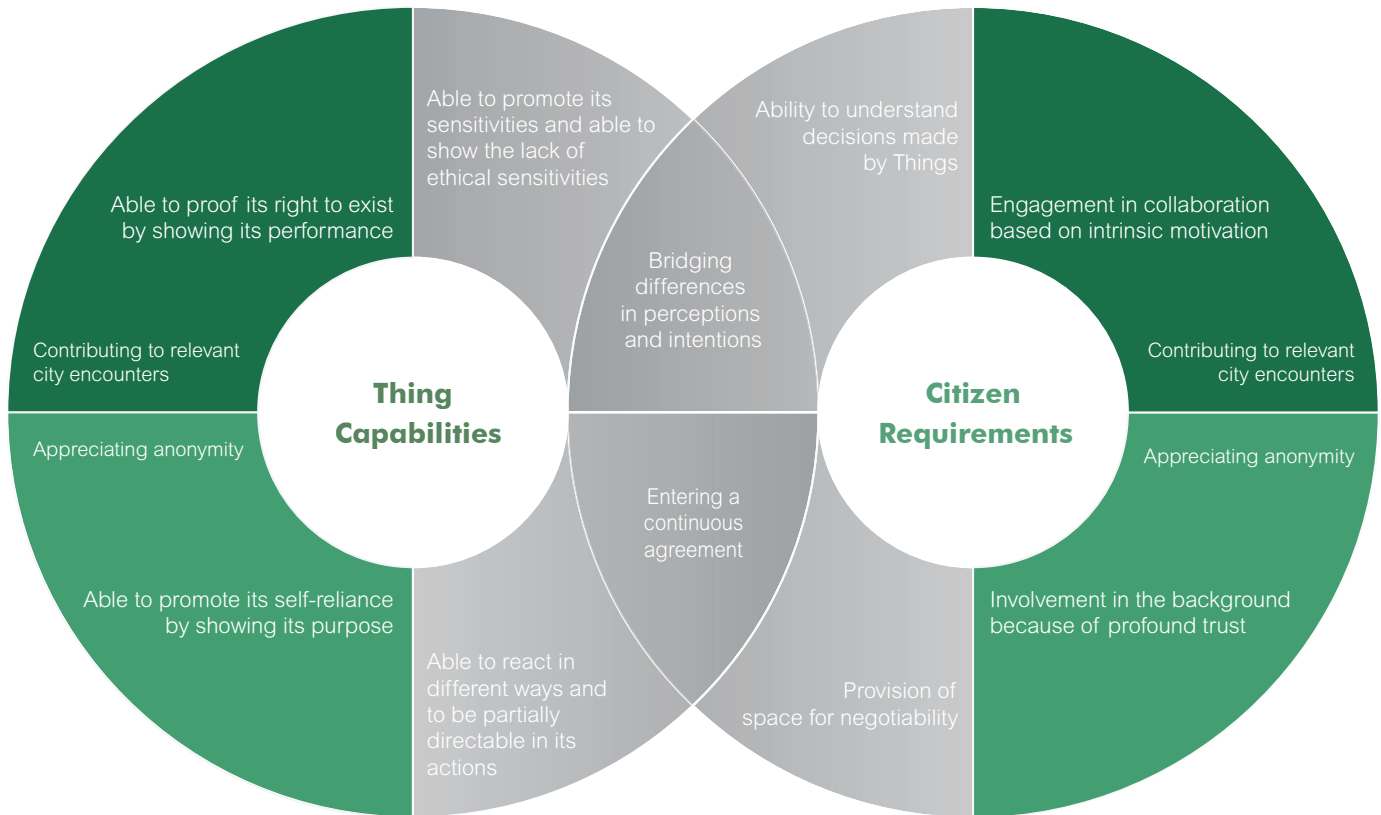 Able to promote its
sensitivities and able to
show the lack of
ethical sensitivities
Ability to understand
decisions made
by Things
Able to proof its right to exist
by showing its performance
Engagement in collaboration
based on intrinsic motivation
Bridging
differences
in perceptions
and intentions
Contributing to relevant
city encounters
Contributing to relevant
city encounters
Thing
Capabilities
Citizen
Requirements
Appreciating anonymity
Appreciating anonymity
Entering a
continuous
agreement
Able to promote its self-reliance
by showing its purpose
Involvement in the background
because of profound trust
Able to react in
different ways and
to be partially
directable in its
actions
Provision of
space for negotiability